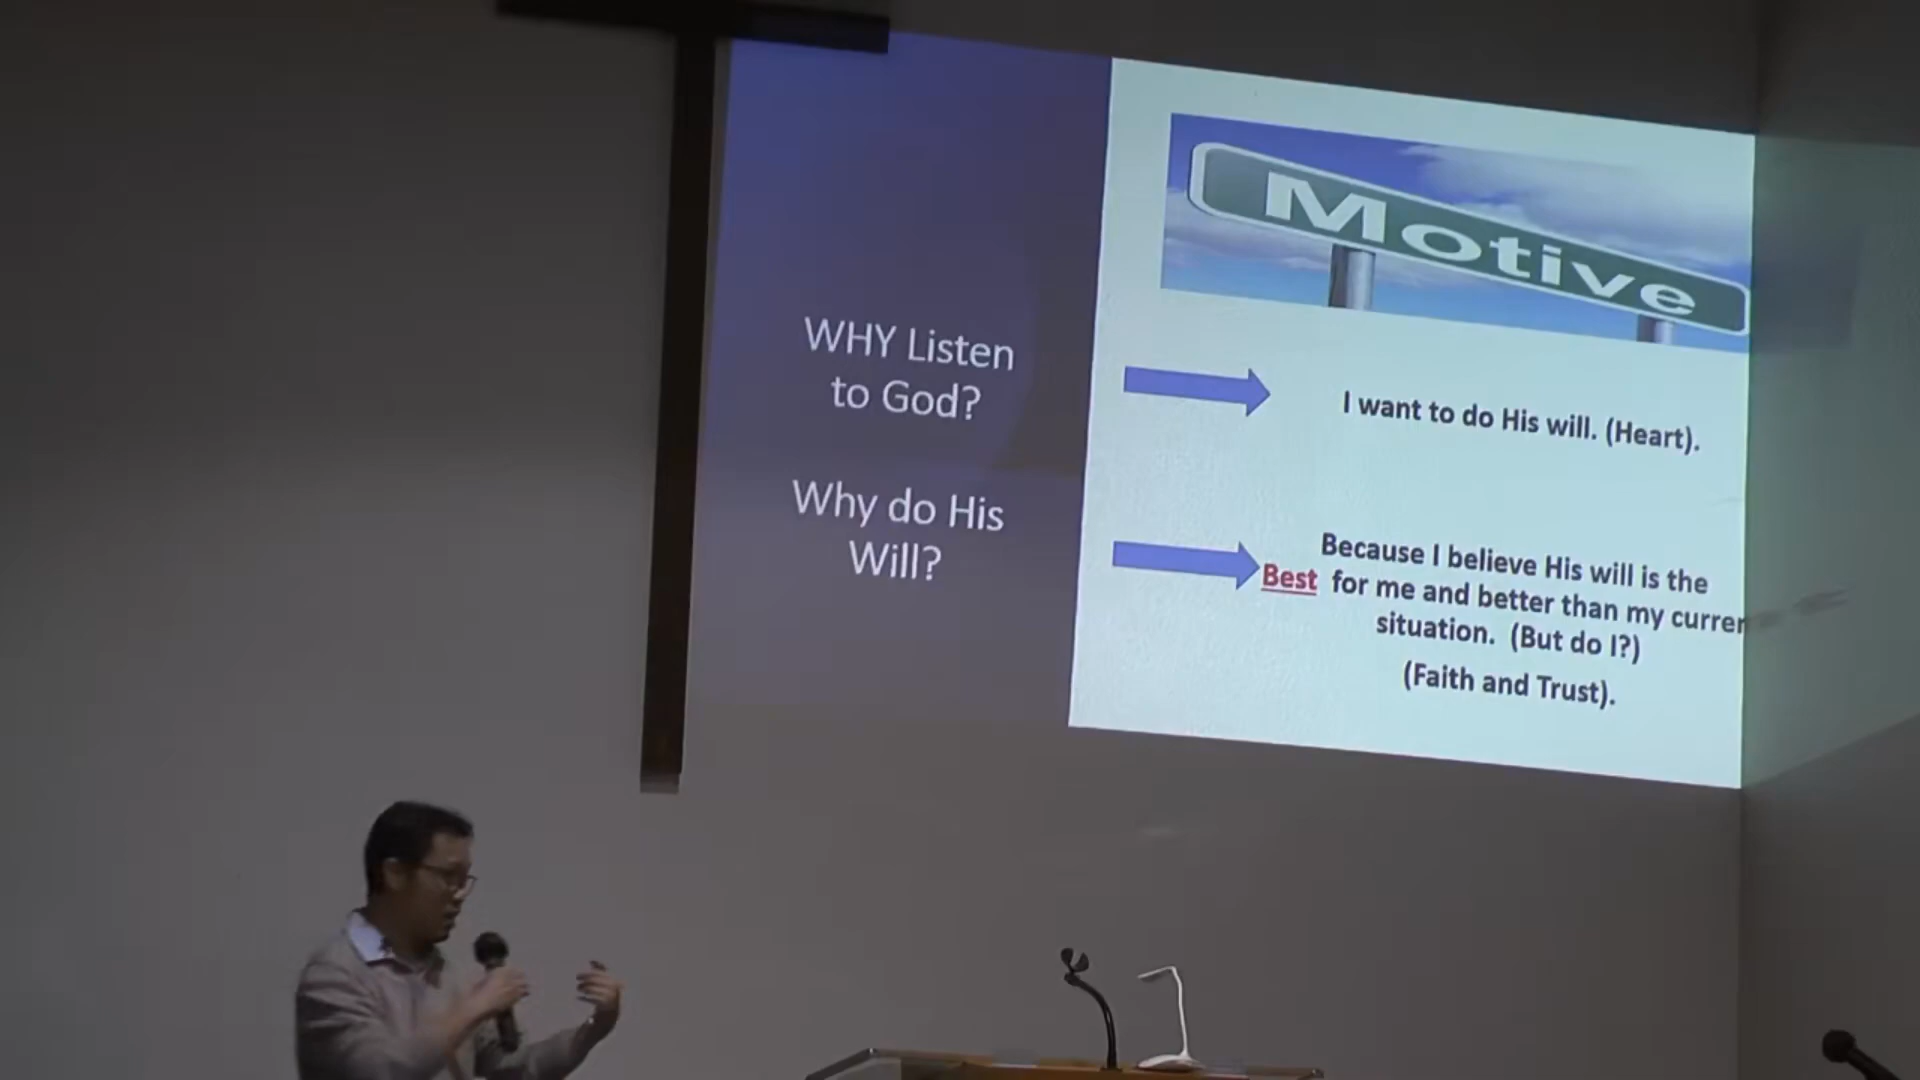 Motive
WHY Listen
to God?
I want to do His will. (Heart).
Why do His
Will?
Because I believe His will is the
Best for me and better than my curren
situation. (But do I?)
(Faith and Trust).